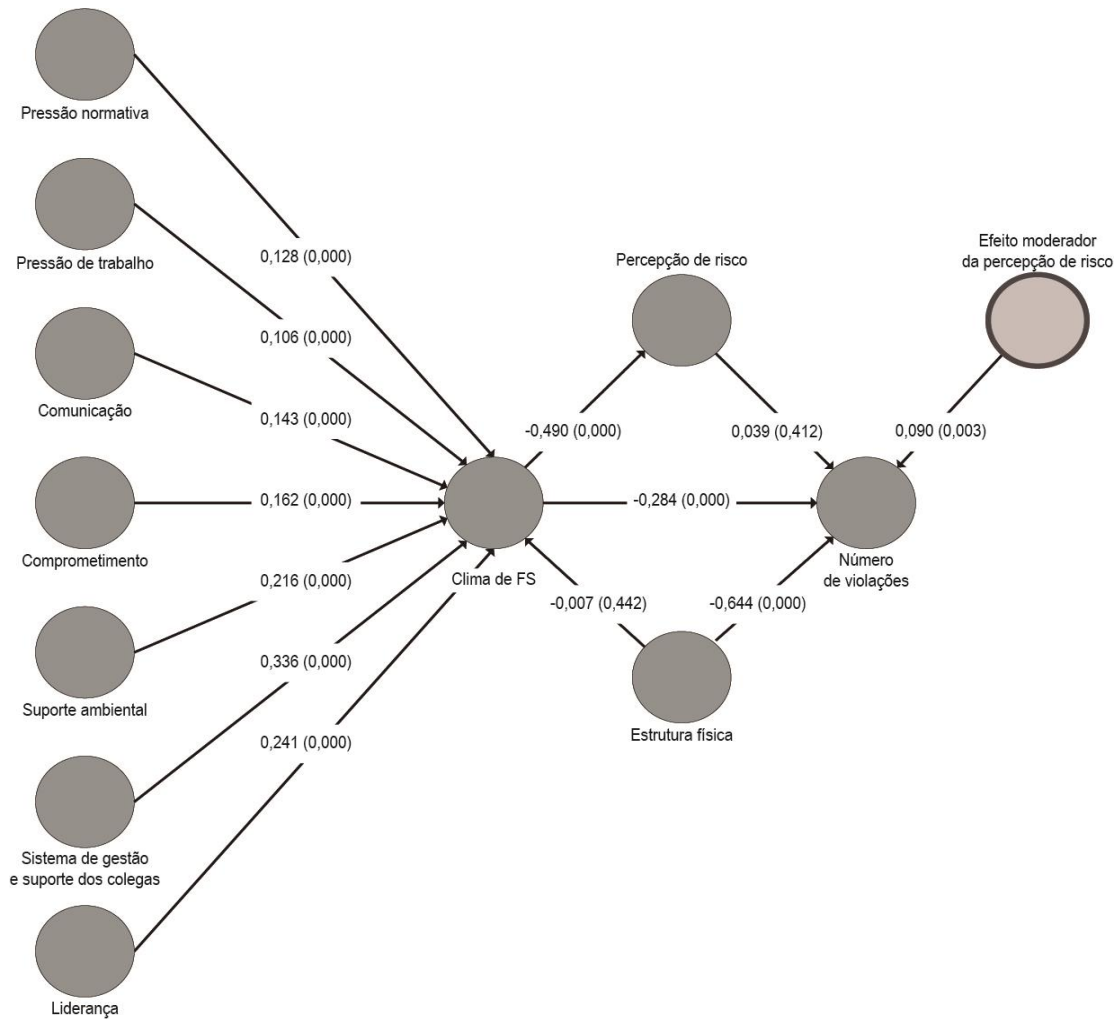 Pressão normativa
Pressão de trabalho
Comunicação
Comprometimento
Suporte ambiental
Sistema de gestão
e suporte dos colegas
Liderança
0,128 (0,000)
0,106 (0,000)
0,143 (0,000)
0,162 (0,000)
0,216 (0,000)
0,336 (0,000)
0,241 (0,000)
Clima de FS
Percepção de risco
-0,490 (0,000)
0,039 (0,412)
-0,284 (0,000)
-0,007 (0,442)
-0,644 (0,000)
Estrutura física
Efeito moderador
da percepção de risco
0,090 (0,003)
Número
de violações